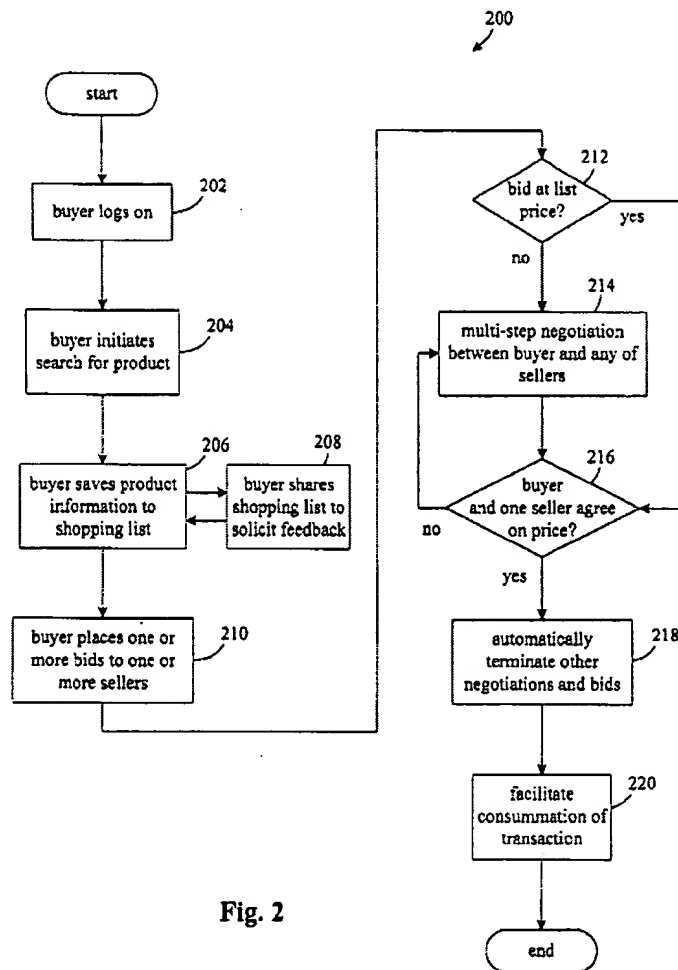 200
start
202
buyer logs on
204
buyer initiates
search for product
206
buyer saves product
information to
shopping list
208
buyer shares
shopping list to
solicit feedback
buyer places one or
more bids to one or
more sellers
210
212
bid at list
price?
yes
no
214
multi-step negotiation
between buyer and any of
sellers
216
buyer
and one seller agree
on price?
no
yes
automatically
terminate other
negotiations and bids
218
220
facilitate
consummation of
transaction
end
Fig. 2